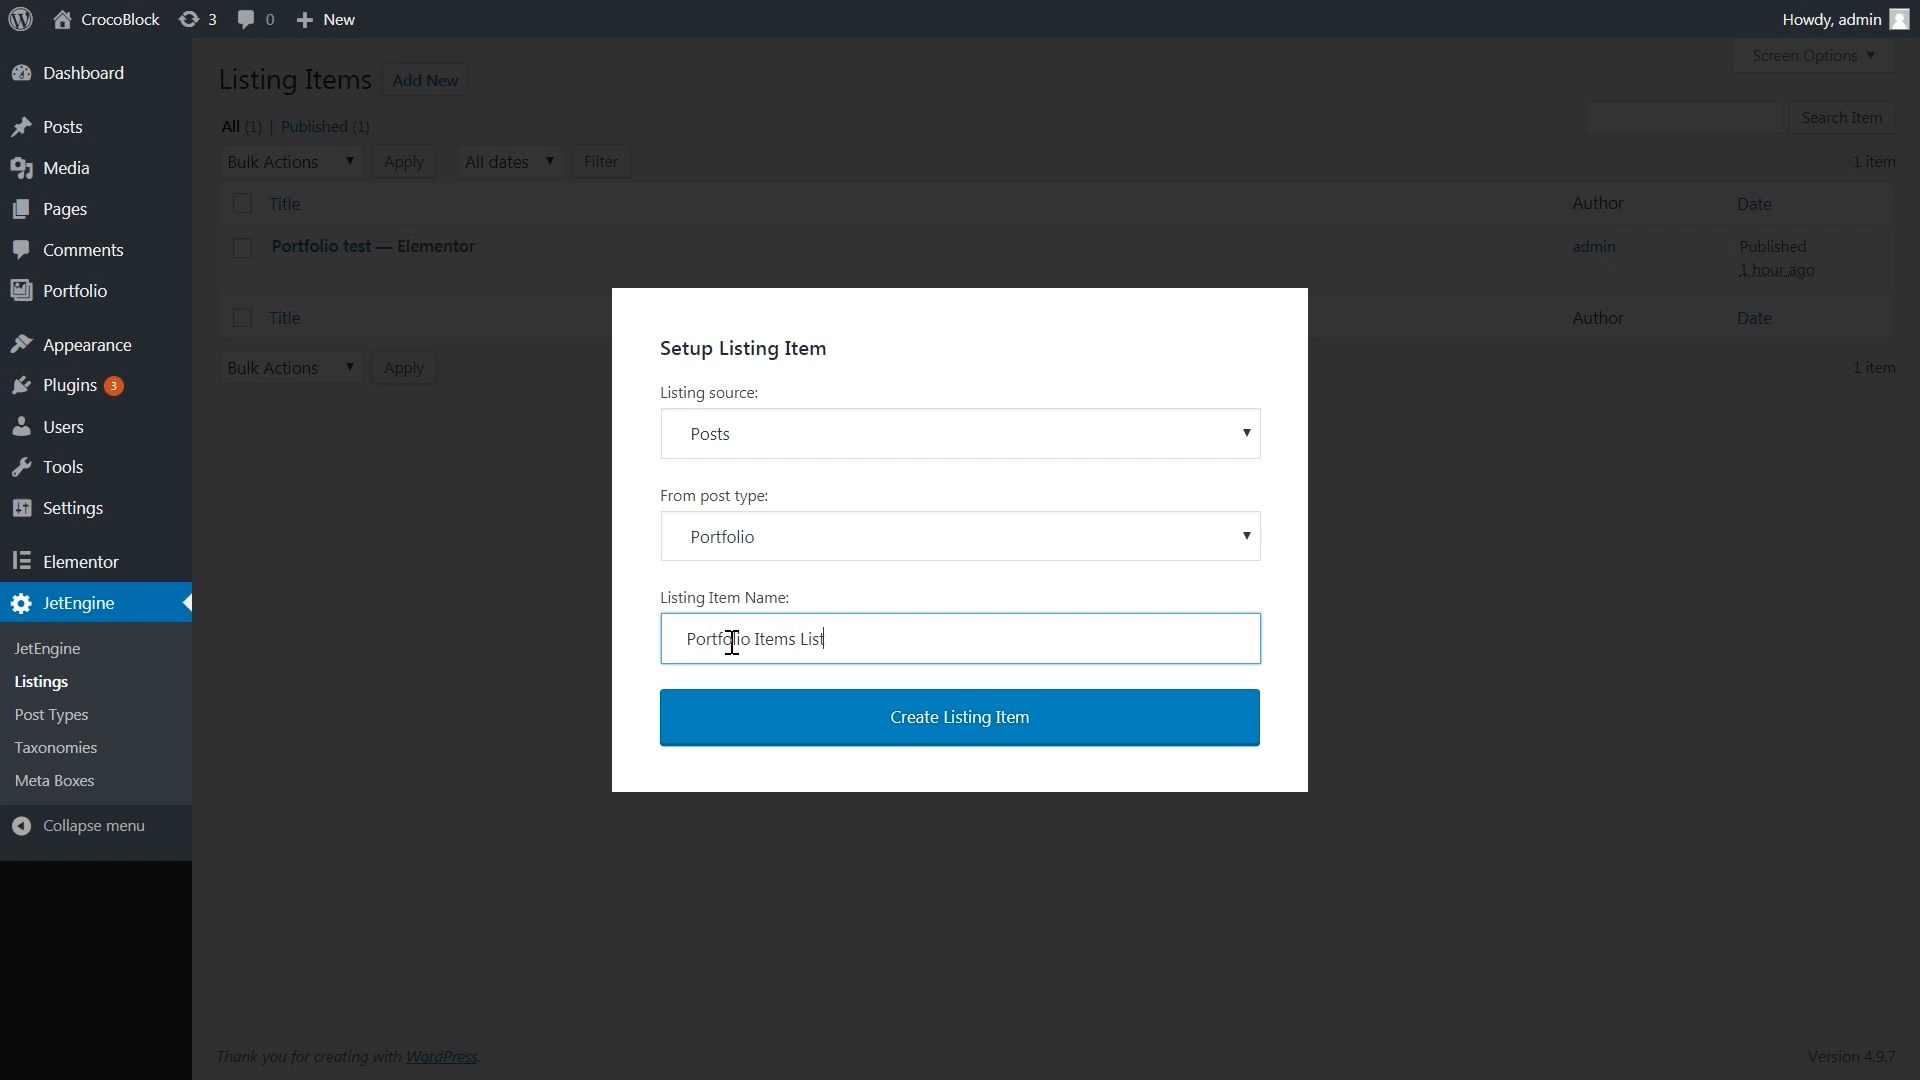 CrocoBlock 3 0 New Howdy, admin
Dashboard
Posts
Media
Pages
Comments
Portfolio
Appearance
Plugins 3
Users
Tools
Settings
Elementor
JetEngine
JetEngine
Listings
Post Types
Taxonomies
Meta Boxes
Collapse menu
Screen Options
Listing Items Add New
All (1) | Published (1)
Search Item
Bulk Actions Apply All dates Filter 1 item
Title Author Date
Portfolio test — Elementor admin Published
1 hour ago
Title Author Date
Bulk Actions Apply 1 item
Setup Listing Item
Listing source:
Posts
From post type:
Portfolio
Listing Item Name:
Portfolio Items List
Create Listing Item
Thank you for creating with WordPress. Version 4.9.7